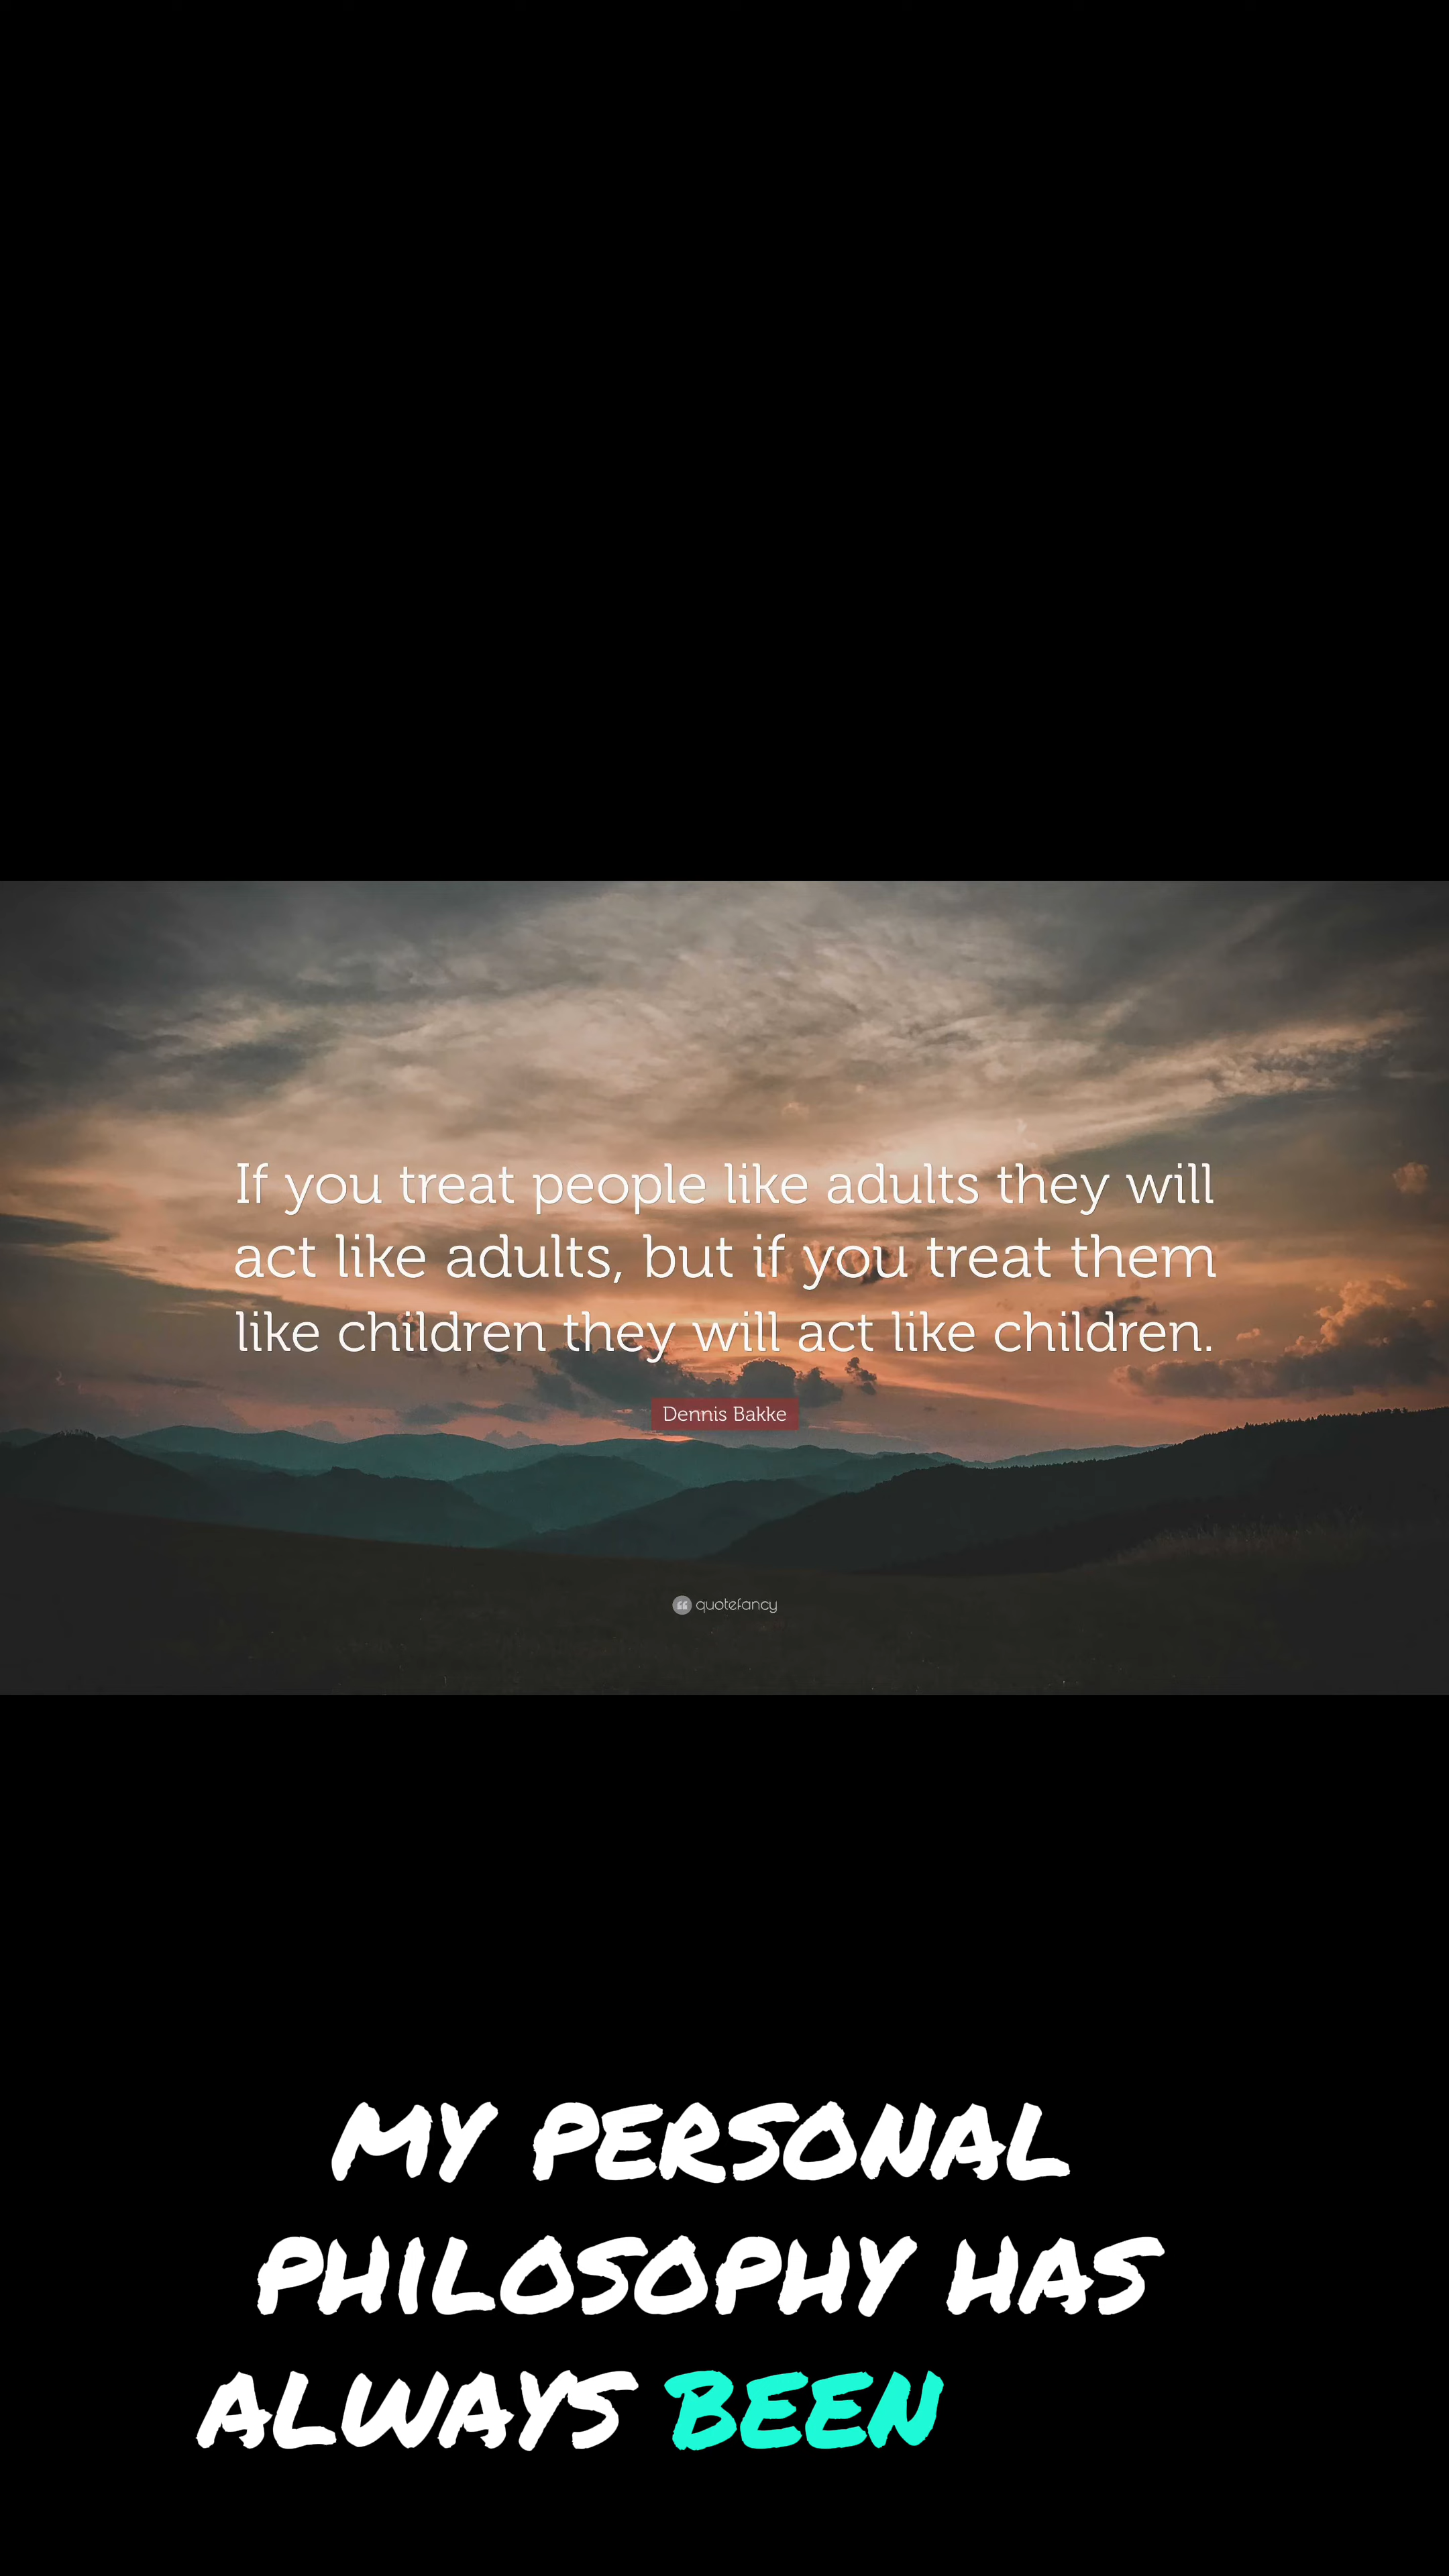 If you treat people like adults they will
act like adults, but if you treat them
like children they will act like children.
Dennis Bakke
quotefancy
MY PERSONAL
PHILOSOPHY HAS
ALWAYS BEEN